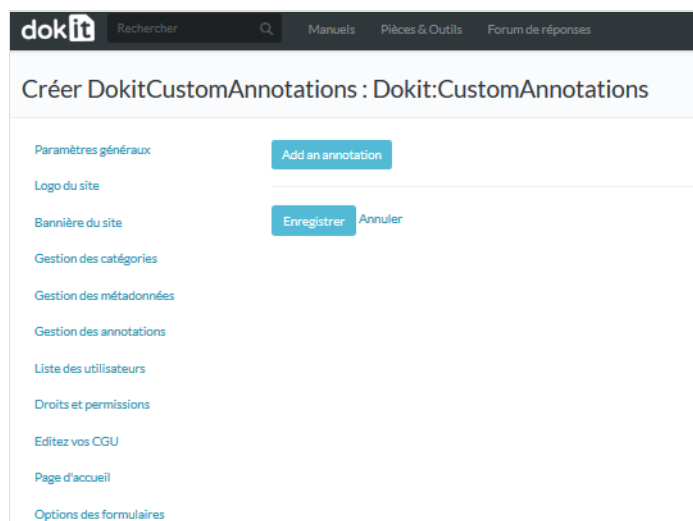 dokit Rechercher Manuels Pièces & Outils Forum de réponses
Créer DokitCustomAnnotations : Dokit:CustomAnnotations
Paramètres généraux
Add an annotation
Logo du site
Bannière du site
Enregistrer Annuler
Gestion des catégories
Gestion des métadonnées
Gestion des annotations
Liste des utilisateurs
Droits et permissions
Editez vos CGU
Page d'accueil
Options des formulaires